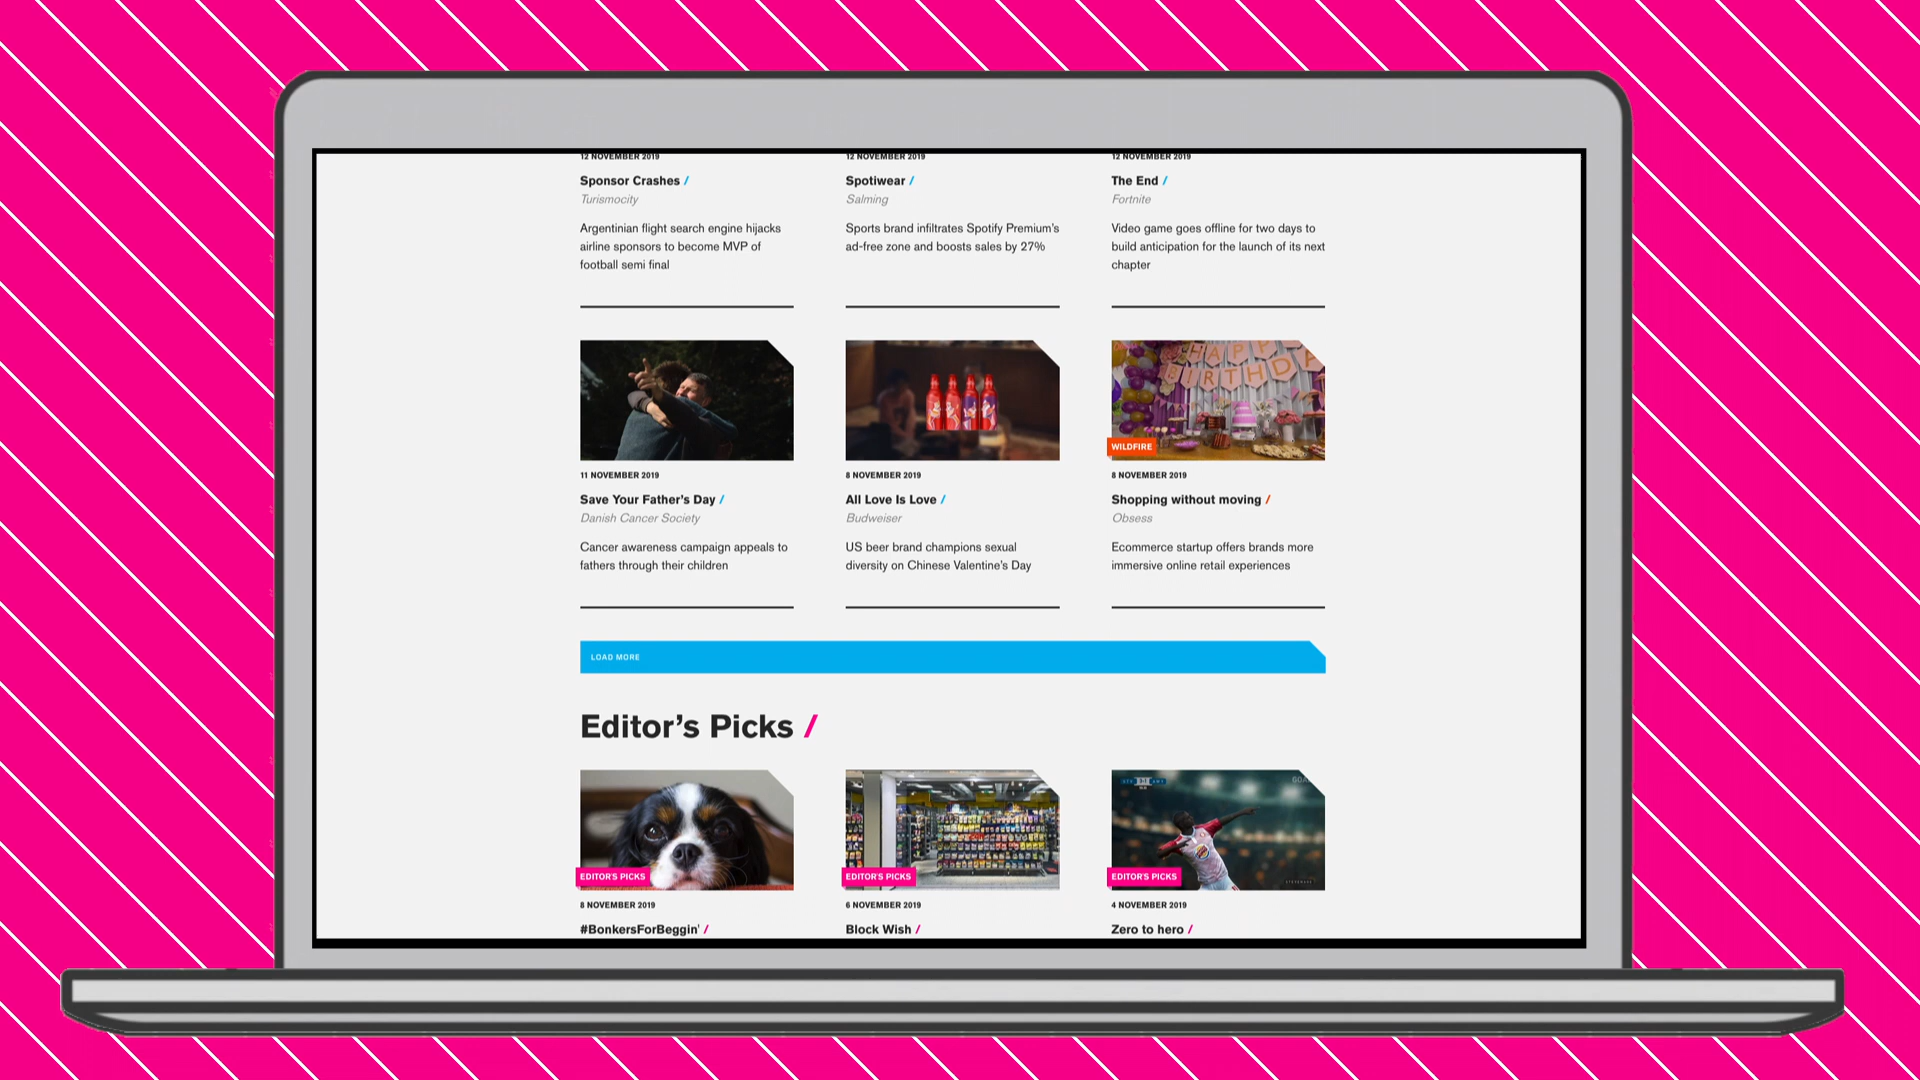 12 NOVEMBER 2019
Sponsor Crashes /
Turismocity
Argentinian flight search engine hijacks
airline sponsors to become MVP of
football semi final
12 NOVEMBER 2019
Spotiwear /
Salming
Sports brand infiltrates Spotify Premium's
ad-free zone and boosts sales by 27%
12 NOVEMBER 2019
The End /
Fortnite
Video game goes offline for two days to
build anticipation for the launch of its next
chapter
11 NOVEMBER 2019
Save Your Father's Day /
Danish Cancer Society
Cancer awareness campaign appeals to
fathers through their children
8 NOVEMBER 2019
All Love Is Love /
Budweiser
US beer brand champions sexual
diversity on Chinese Valentine's Day
HAPPY
BIRTHDA
WILDFIRE
8 NOVEMBER 2019
Shopping without moving /
Obsess
Ecommerce startup offers brands more
immersive online retail experiences
LOAD MORE
Editor's Picks /
EDITOR'S PICKS
8 NOVEMBER 2019
#BonkersForBeggin' /
EDITOR'S PICKS
6 NOVEMBER 2019
Block Wish /
EDITOR'S PICKS
4 NOVEMBER 2019
Zero to hero /